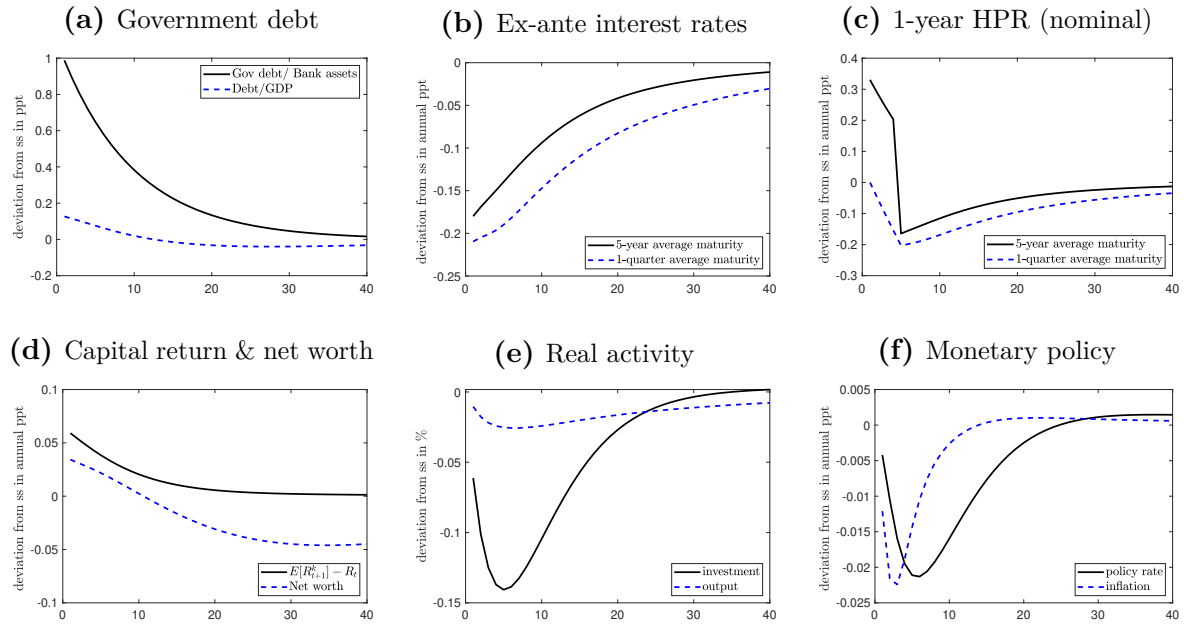 (a) Government debt
deviation from ss in ppt
1
0.8
0.6
0.4
0.2
0
-0.2
0 10 20 30 40
Gov debt/ Bank assets
Debt/GDP
(b) Ex-ante interest rates
deviation from ss in annual ppt
0
-0.05
-0.1
-0.15
-0.2
-0.25
0 10 20 30 40
5-year average maturity
1-quarter average maturity
(c) 1-year HPR (nominal)
deviation from ss in annual ppt
0.4
0.3
0.2
0.1
0
-0.1
-0.2
-0.3
0 10 20 30 40
5-year average maturity
1-quarter average maturity
(d) Capital return & net worth
deviation from ss in annual ppt
0.1
0.05
0
-0.05
-0.1
0 10 20 30 40
E[R^k_{t+1}] − R_t
Net worth
(e) Real activity
deviation from ss in %
0
-0.05
-0.1
-0.15
0 10 20 30 40
investment
output
(f) Monetary policy
deviation from ss in annual ppt
0.005
0
-0.005
-0.01
-0.015
-0.02
-0.025
0 10 20 30 40
policy rate
inflation